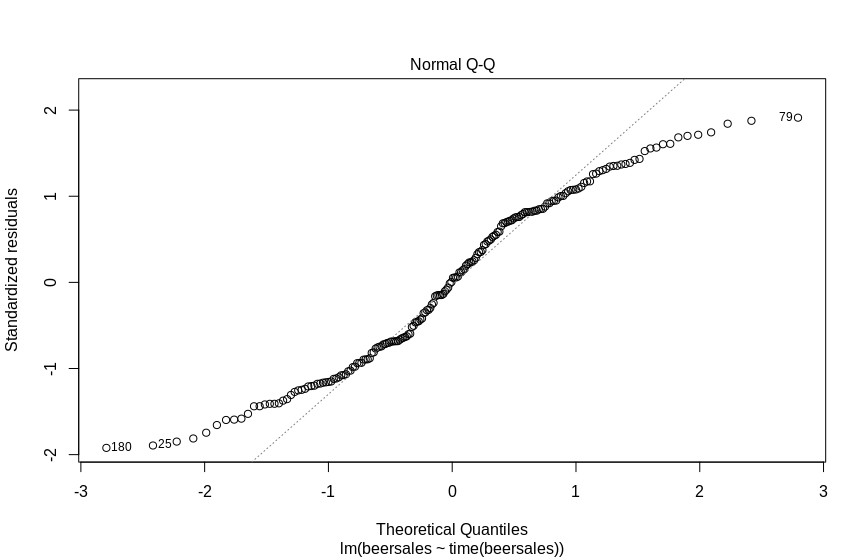 Normal Q-Q
Standardized residuals
2
1
0
-1
-2
79
180
25
-3 -2 -1 0 1 2 3
Theoretical Quantiles
lm(beersales ~ time(beersales))